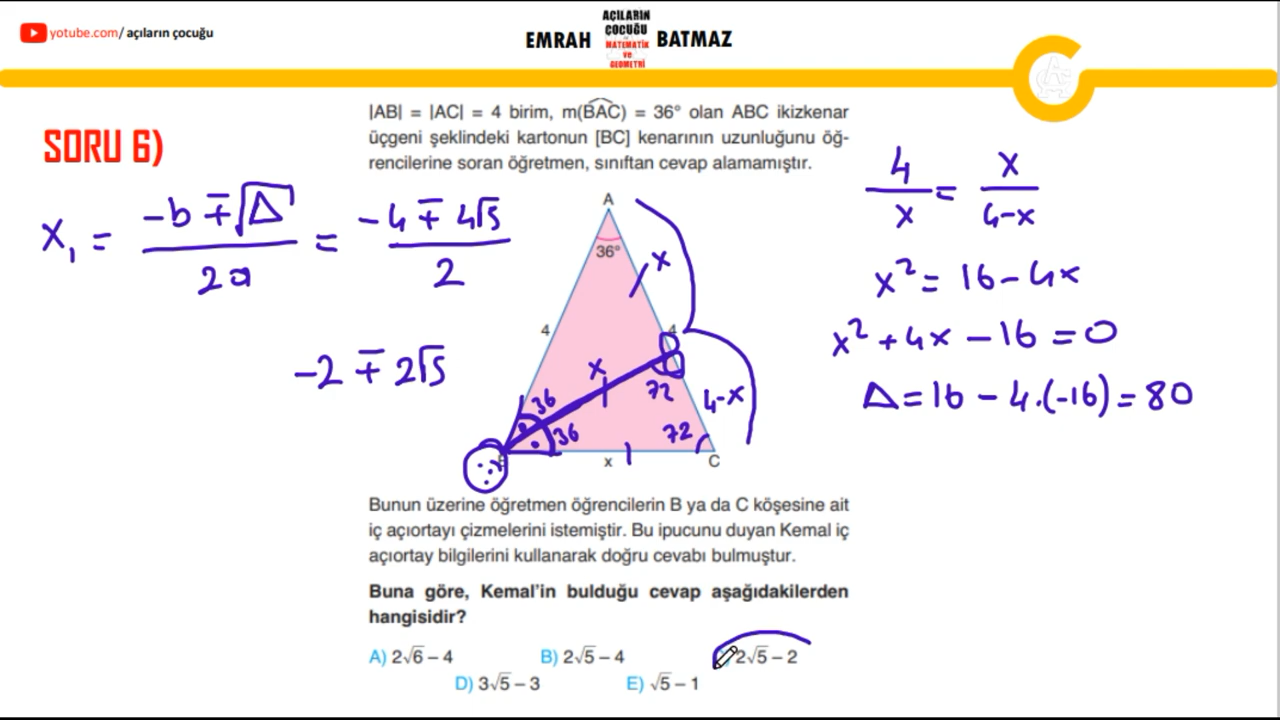 yotube.com/ açıların çocuğu
EMRAH
AÇILARIN
ÇOCUĞU
MATEMATİK
ve
GEOMETRİ
BATMAZ
SORU 6)
|AB| = |AC| = 4 birim, m(BAC) = 36° olan ABC ikizkenar
üçgeni şeklindeki kartonun [BC] kenarının uzunluğunu öğ-
rencilerine soran öğretmen, sınıftan cevap alamamıştır.
x₁ = (-b ∓ √Δ)/2a = (-4 ∓ 4√5)/2
-2 ∓ 2√5
A
36°
x
4
4
x
36
36
72
72
4-x
x
C
4/x = x/(4-x)
x² = 16 - 4x
x² + 4x - 16 = 0
Δ = 16 - 4.(-16) = 80
Bunun üzerine öğretmen öğrencilerin B ya da C köşesine ait
iç açıortayı çizmelerini istemiştir. Bu ipucunu duyan Kemal iç
açıortay bilgilerini kullanarak doğru cevabı bulmuştur.
Buna göre, Kemal'in bulduğu cevap aşağıdakilerden
hangisidir?
A) 2√6 – 4 B) 2√5 – 4 2√5 – 2
D) 3√5 – 3 E) √5 – 1